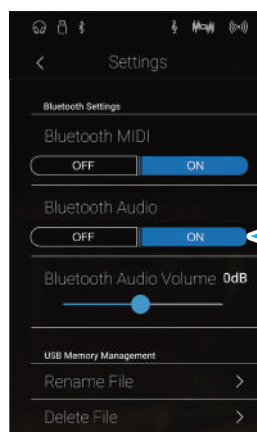 Settings
Bluetooth Settings
Bluetooth MIDI
OFF ON
Bluetooth Audio
OFF ON
Bluetooth Audio Volume 0dB
USB Memory Management
Rename File
Delete File